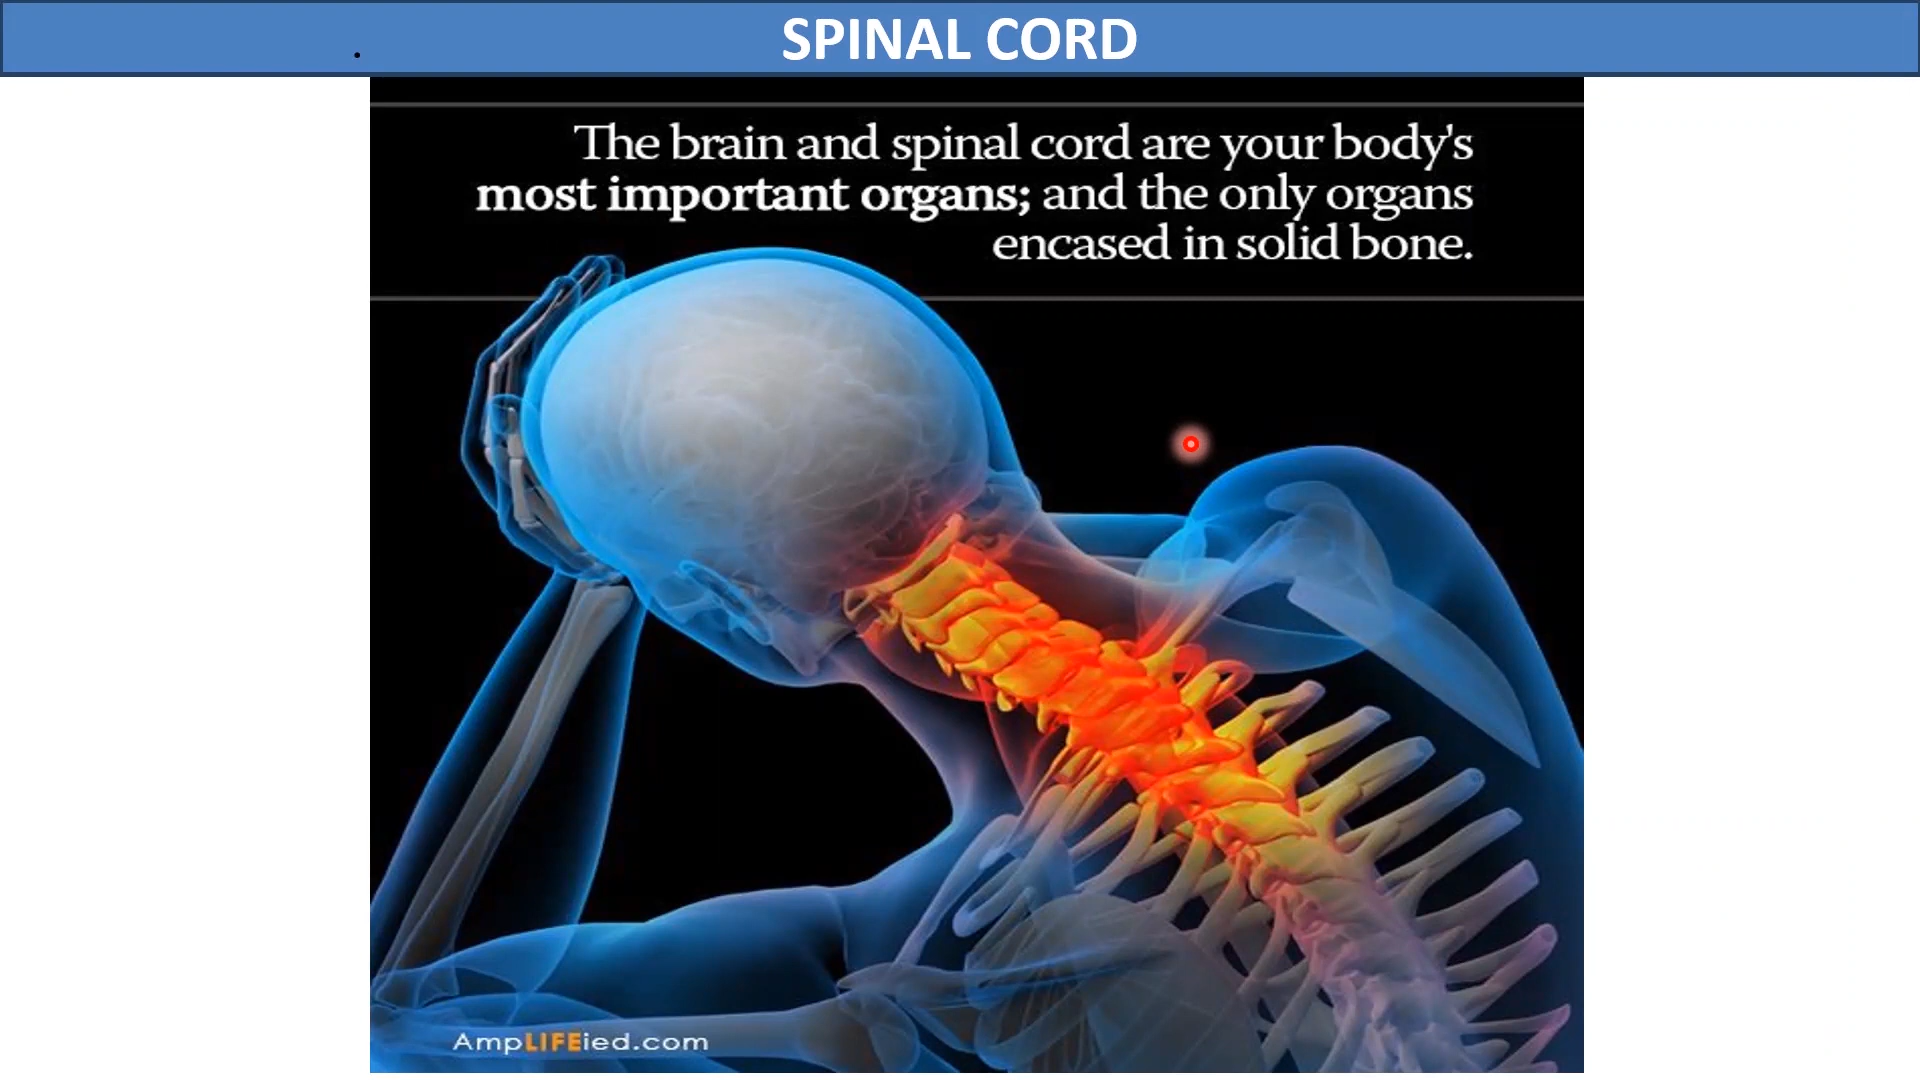 SPINAL CORD
.
The brain and spinal cord are your body's
most important organs; and the only organs
encased in solid bone.
AmpLIFEied.com